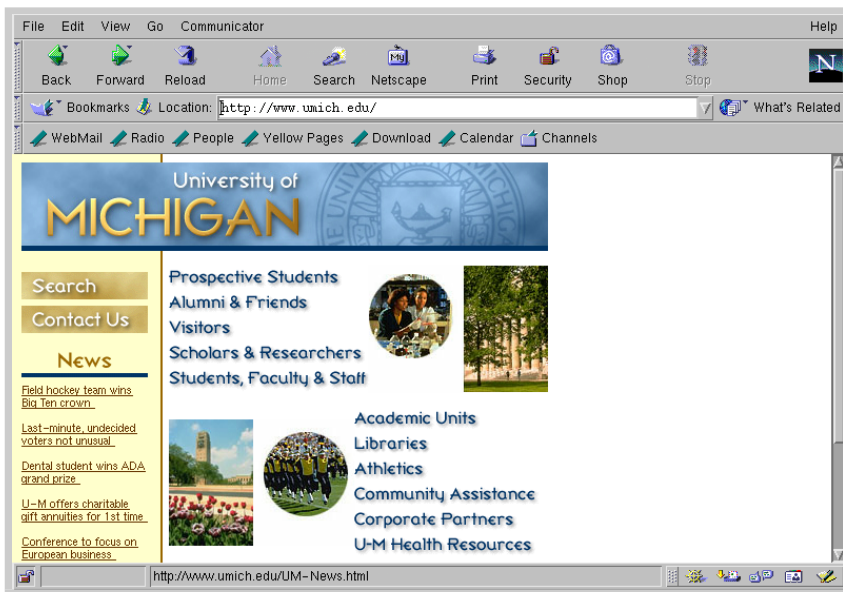 File Edit View Go Communicator Help
Back Forward Reload Home Search My Netscape Print Security Shop Stop N
Bookmarks Location: http://www.umich.edu/ What's Related
WebMail Radio People Yellow Pages Download Calendar Channels
University of
MICHIGAN
Search
Contact Us
News
Field hockey team wins
Big Ten crown
Last-minute, undecided
voters not unusual
Dental student wins ADA
grand prize
U-M offers charitable
gift annuities for 1st time
Conference to focus on
European business
Prospective Students
Alumni & Friends
Visitors
Scholars & Researchers
Students, Faculty & Staff
Academic Units
Libraries
Athletics
Community Assistance
Corporate Partners
U-M Health Resources
http://www.umich.edu/UM-News.html